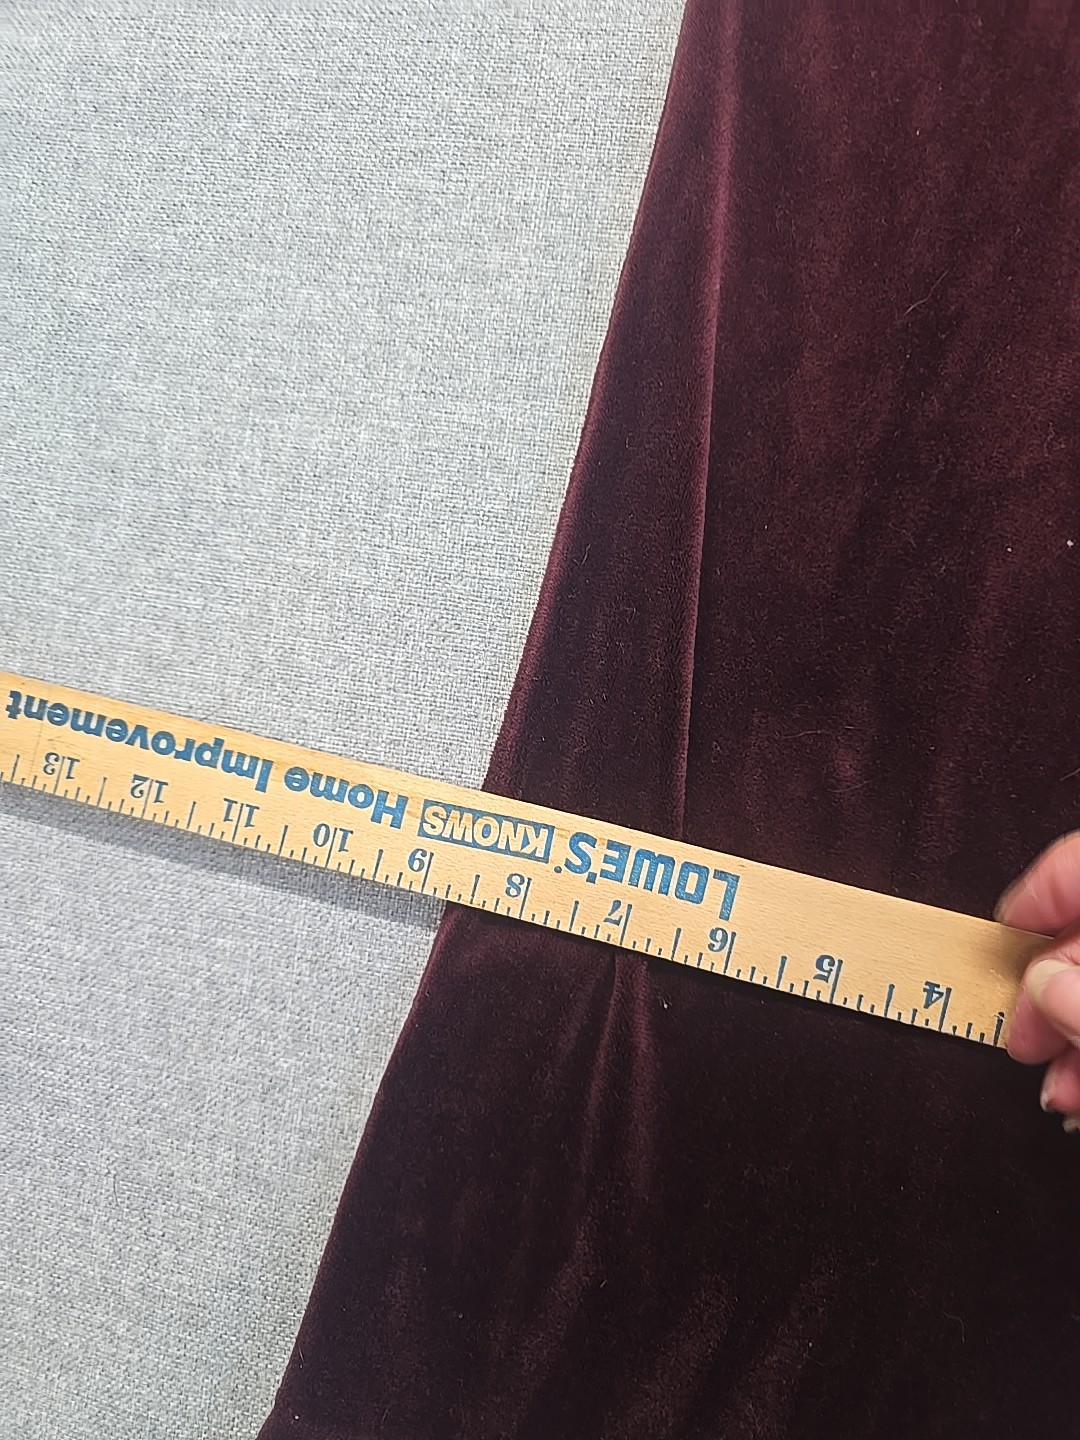 LOWE'S KNOWS Home Improvement
4 5 6 7 8 9 10 11 12 13